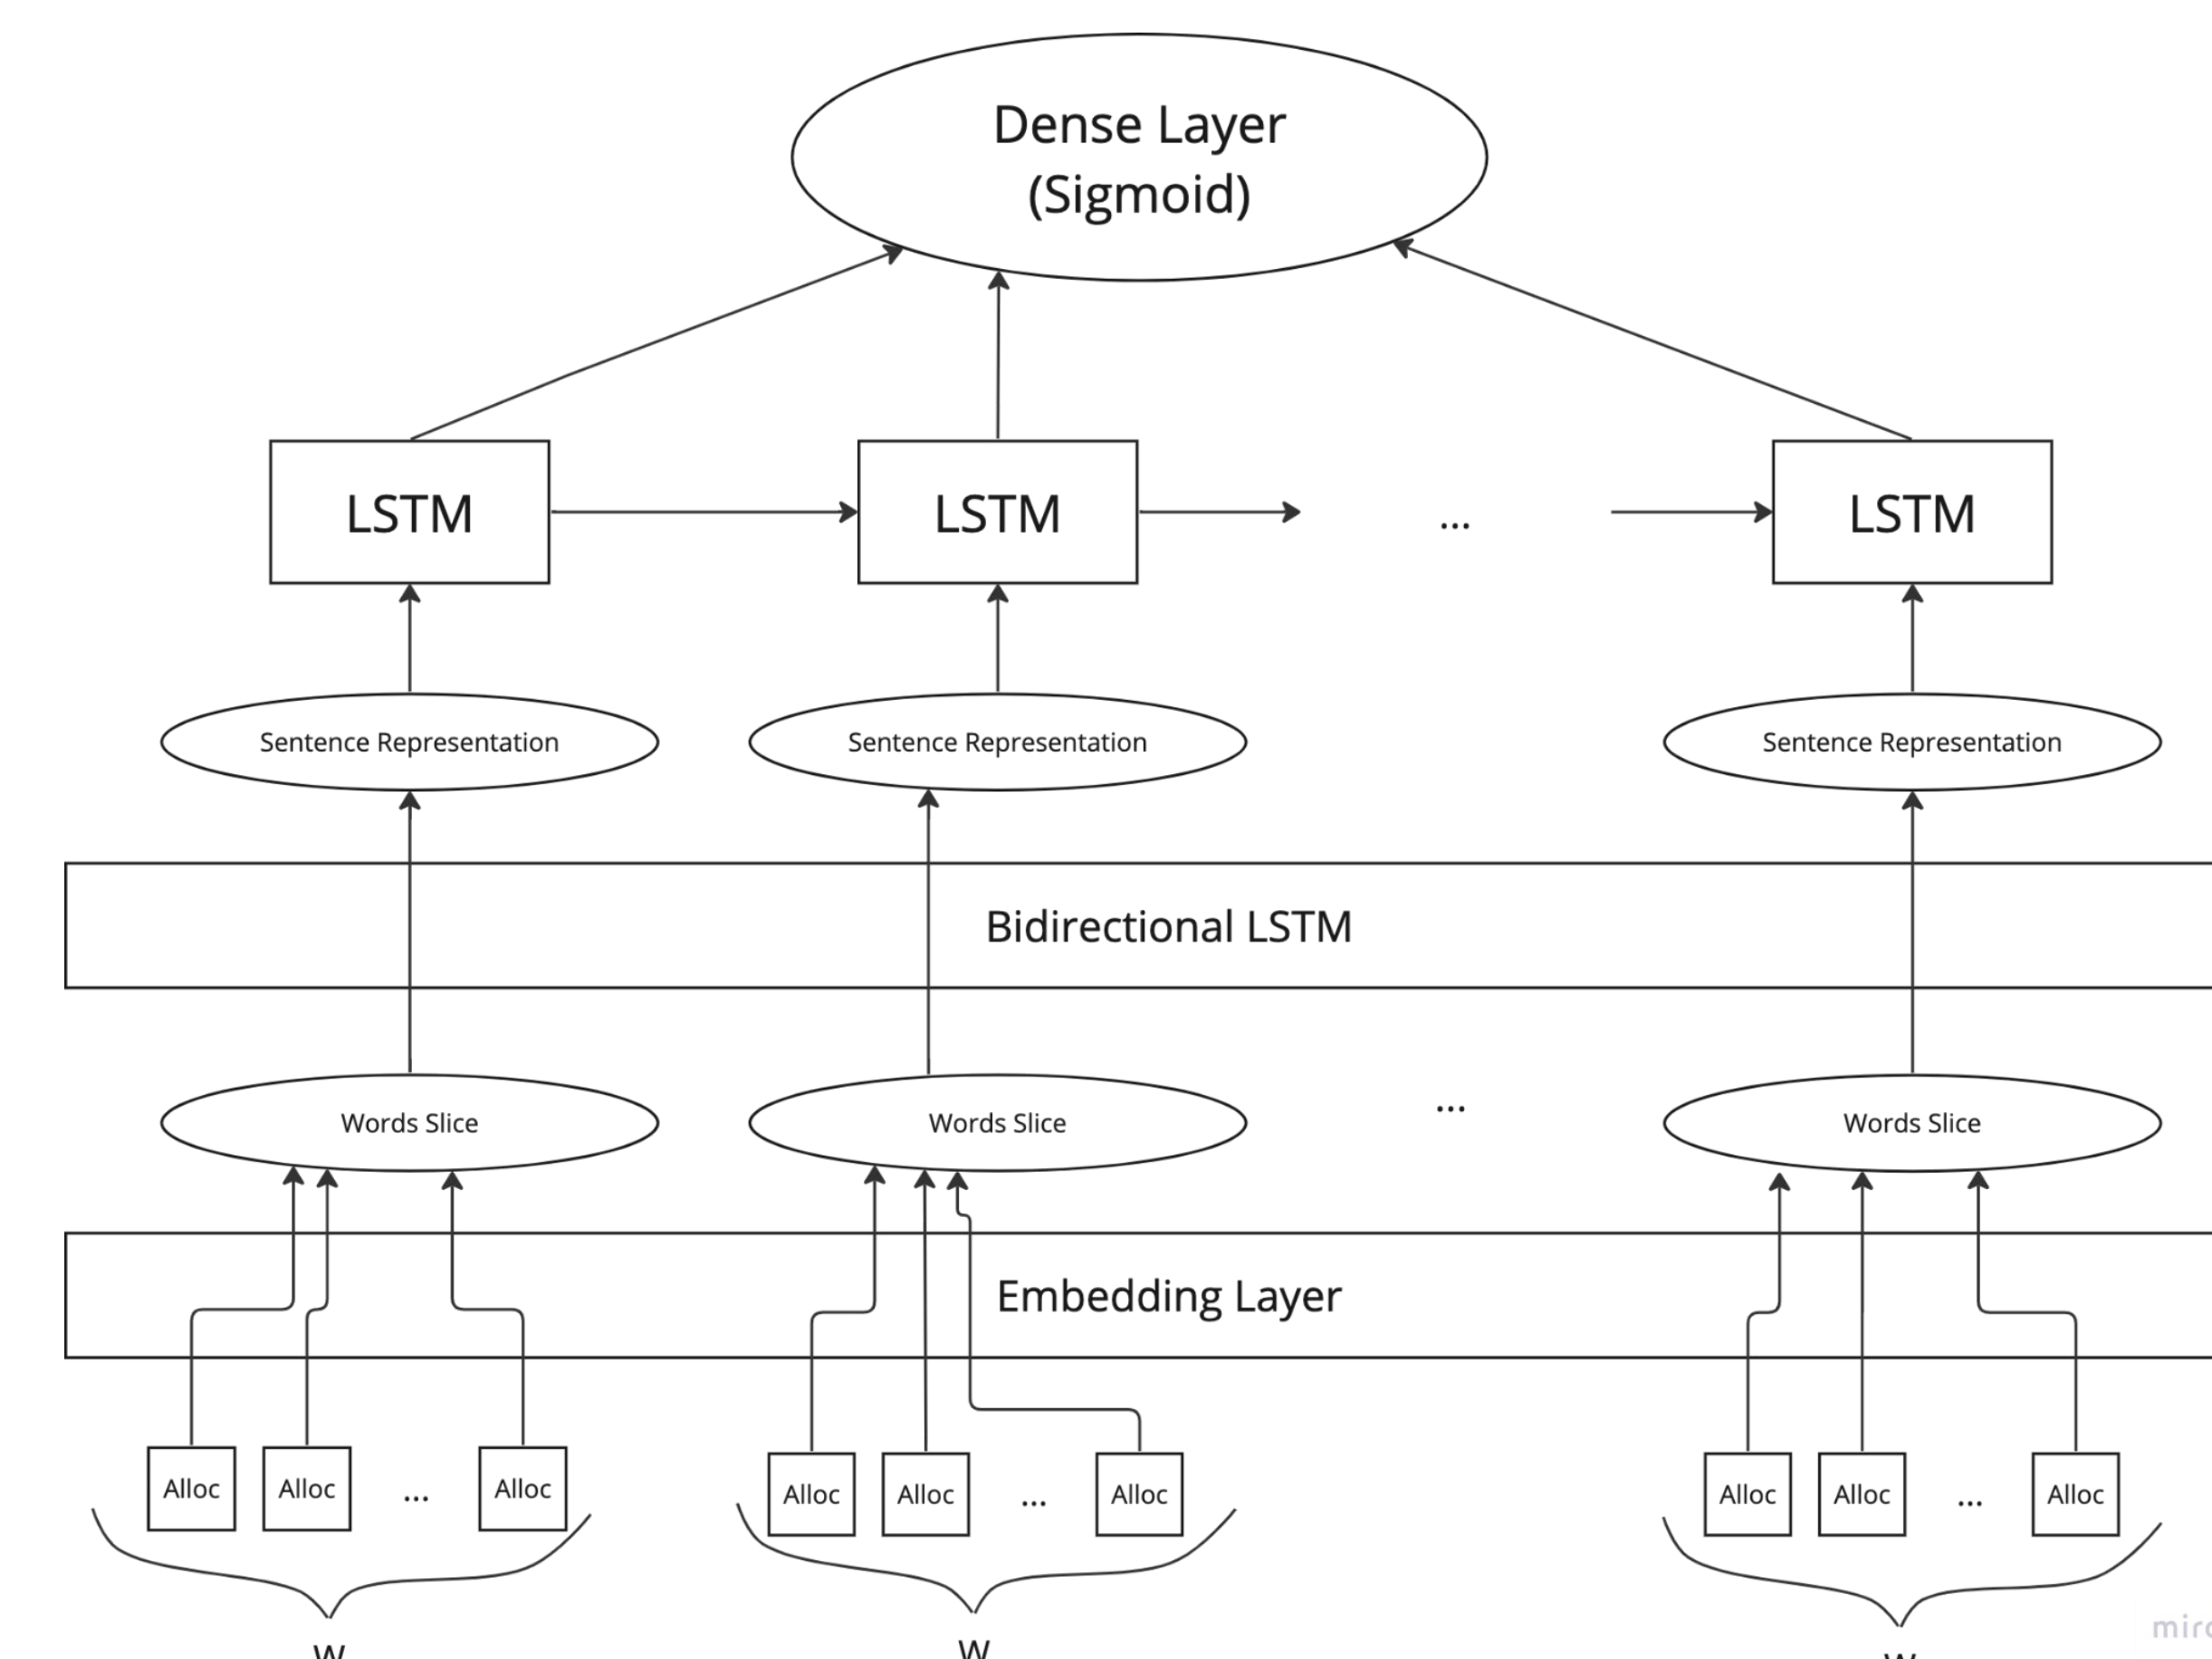 Dense Layer
(Sigmoid)
LSTM
LSTM
...
LSTM
Sentence Representation
Sentence Representation
Sentence Representation
Bidirectional LSTM
Words Slice
Words Slice
...
Words Slice
Embedding Layer
Alloc
Alloc
...
Alloc
Alloc
Alloc
...
Alloc
Alloc
Alloc
...
Alloc
W
W
W
miro